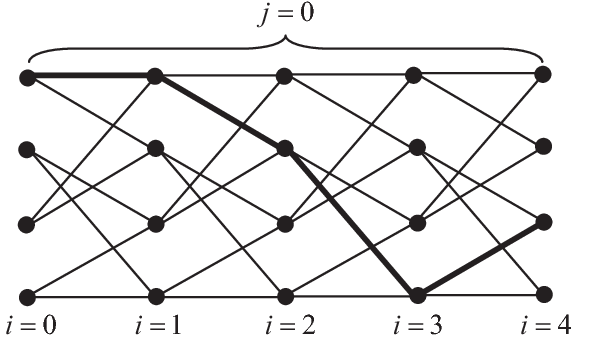 j = 0
i = 0 i = 1 i = 2 i = 3 i = 4